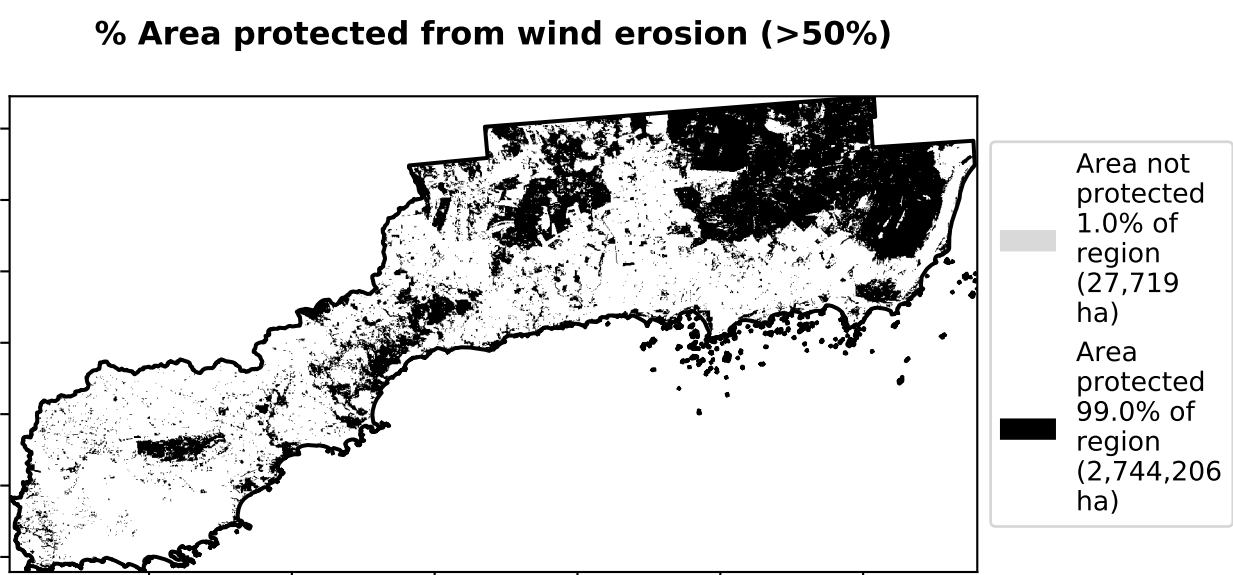 % Area protected from wind erosion (>50%)
Area not
protected
1.0% of
region
(27,719
ha)
Area
protected
99.0% of
region
(2,744,206
ha)